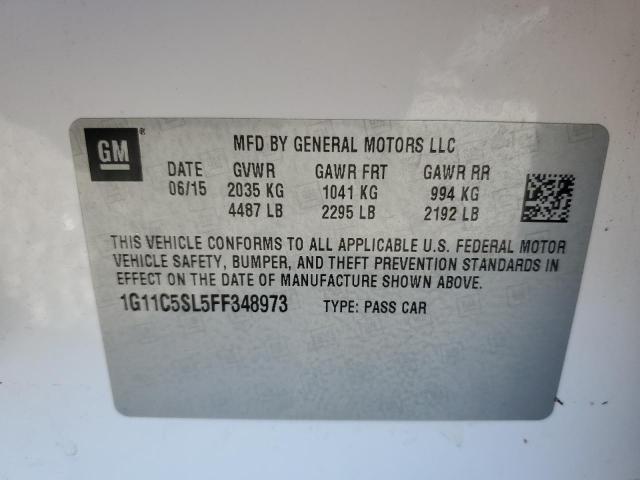 GM®
MFD BY GENERAL MOTORS LLC
DATE GVWR GAWR FRT GAWR RR
06/15 2035 KG 1041 KG 994 KG
4487 LB 2295 LB 2192 LB
THIS VEHICLE CONFORMS TO ALL APPLICABLE U.S. FEDERAL MOTOR
VEHICLE SAFETY, BUMPER, AND THEFT PREVENTION STANDARDS IN
EFFECT ON THE DATE OF MANUFACTURE SHOWN ABOVE.
1G11C5SL5FF348973 TYPE: PASS CAR